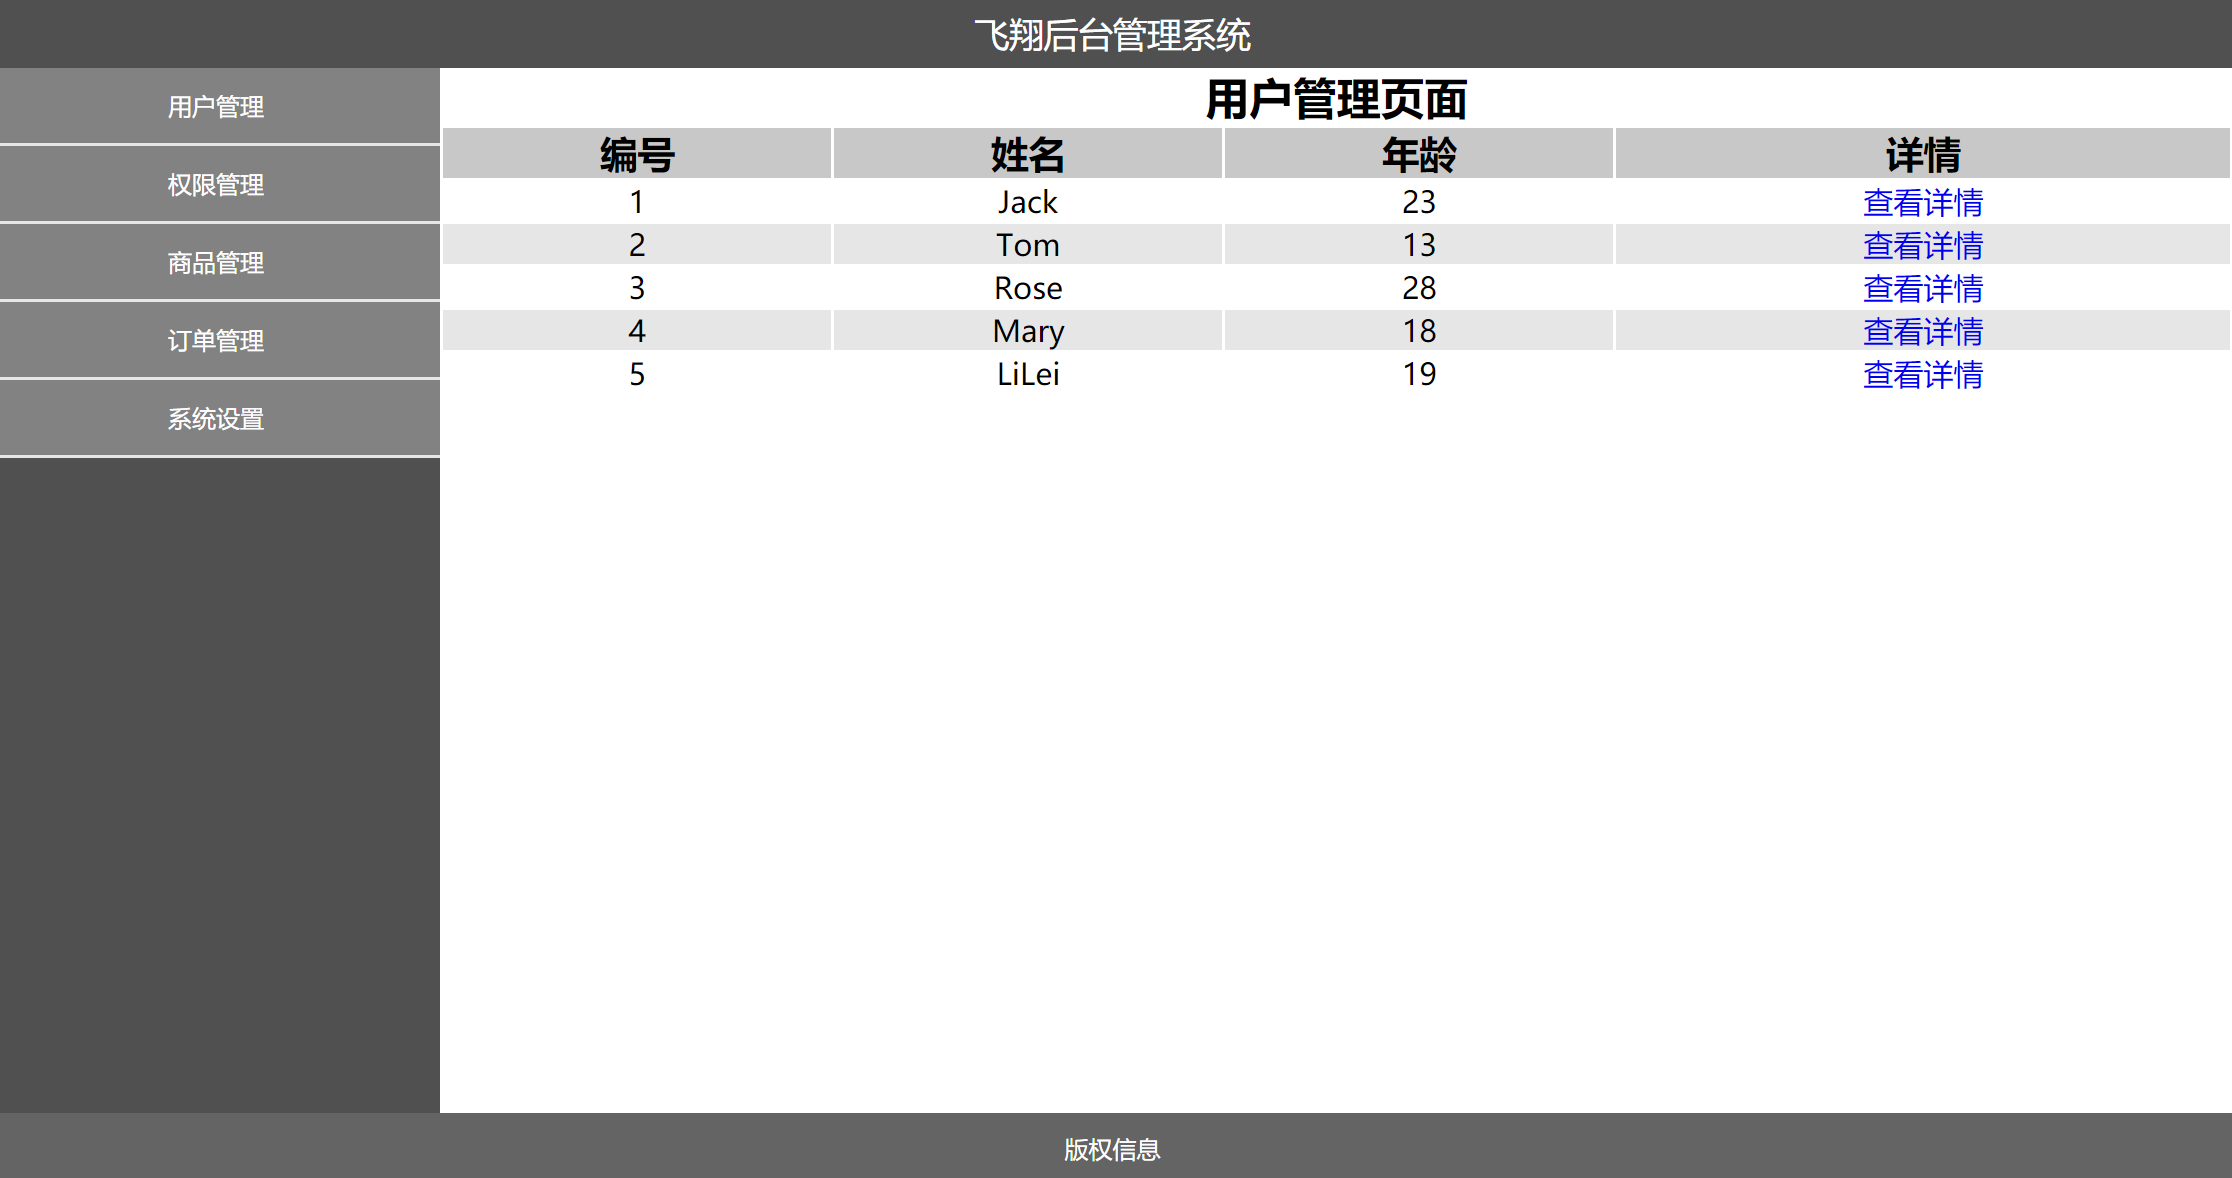 飞翔后台管理系统
用户管理
权限管理
商品管理
订单管理
系统设置
用户管理页面
编号 姓名 年龄 详情
1 Jack 23 查看详情
2 Tom 13 查看详情
3 Rose 28 查看详情
4 Mary 18 查看详情
5 LiLei 19 查看详情
版权信息